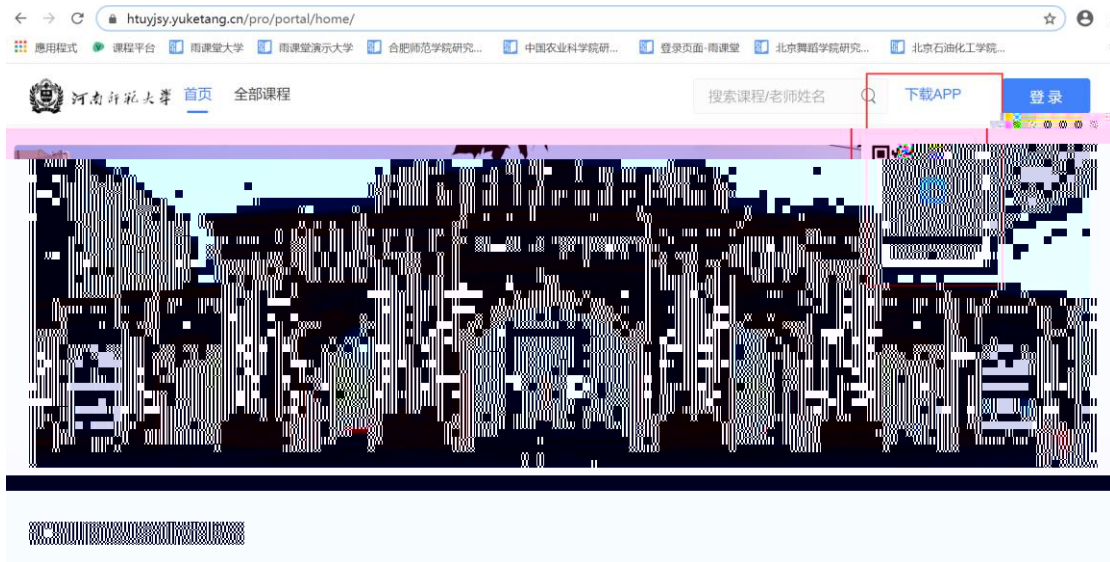 htuyjsy.yuketang.cn/pro/portal/home/
應用程式 课程平台 雨课堂大学 雨课堂演示大学 合肥师范学院研究... 中国农业科学院研... 登录页面-雨课堂 北京舞蹈学院研究... 北京石油化工学院...
河南师范大学 首页 全部课程 搜索课程/老师姓名 下载APP 登录